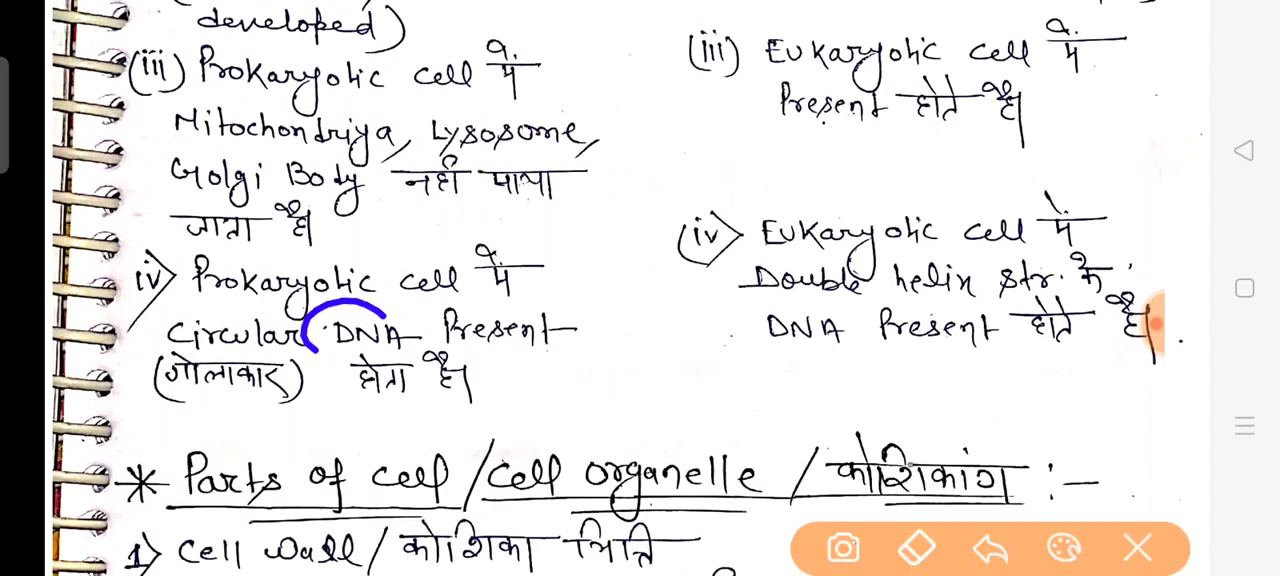 developed)
(iii) Prokaryotic cell में
Mitochondriya, Lysosome,
Golgi Body नही पाया
जाता है।
iv) Prokaryotic cell में
Circular DNA Present
(गोलाकार) होता है।
(iii) Eukaryotic cell में
Present होते है।
(iv) Eukaryotic cell में
Double helix str. के
DNA Present होते है।
* Parts of cell / cell organelle / कोशिकांग :-
1) Cell Wall / कोशिका भित्ति